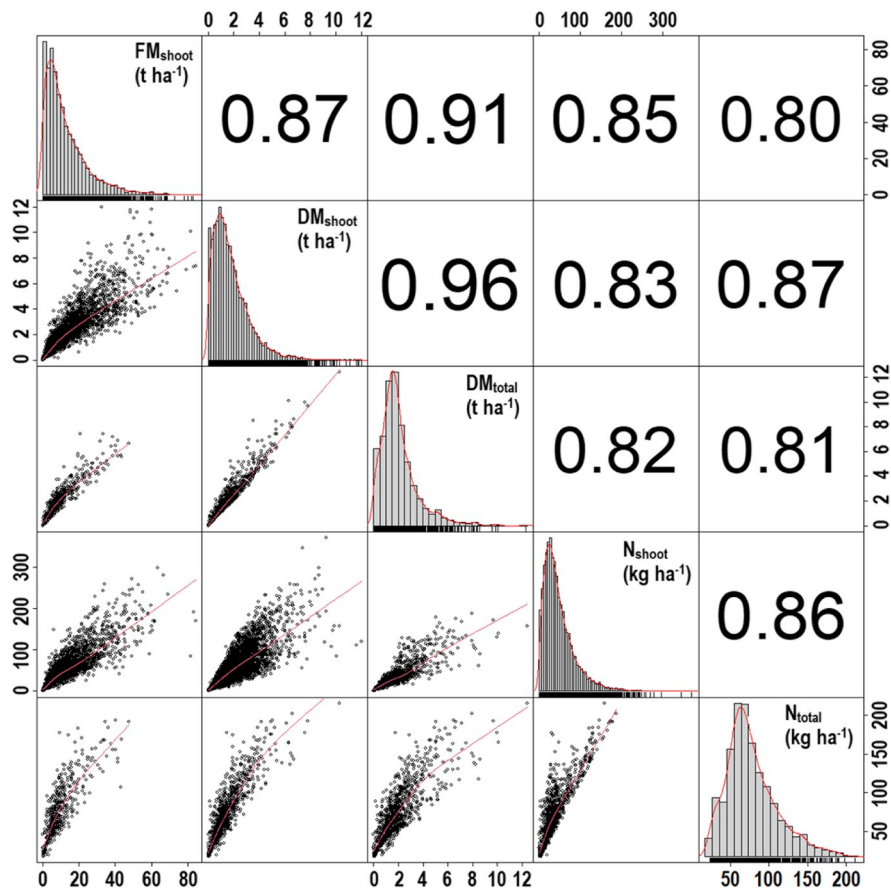 0 2 4 6 8 10 12
0 100 200 300
FMshoot
(t ha-1)
0.87
0.91
0.85
0.80
0 20 40 60 80
0 2 4 6 8 10 12
DMshoot
(t ha-1)
0.96
0.83
0.87
DMtotal
(t ha-1)
0.82
0.81
0 2 4 6 8 10 12
0 100 200 300
Nshoot
(kg ha-1)
0.86
Ntotal
(kg ha-1)
50 100 150 200
0 20 40 60 80
0 2 4 6 8 10 12
50 100 150 200